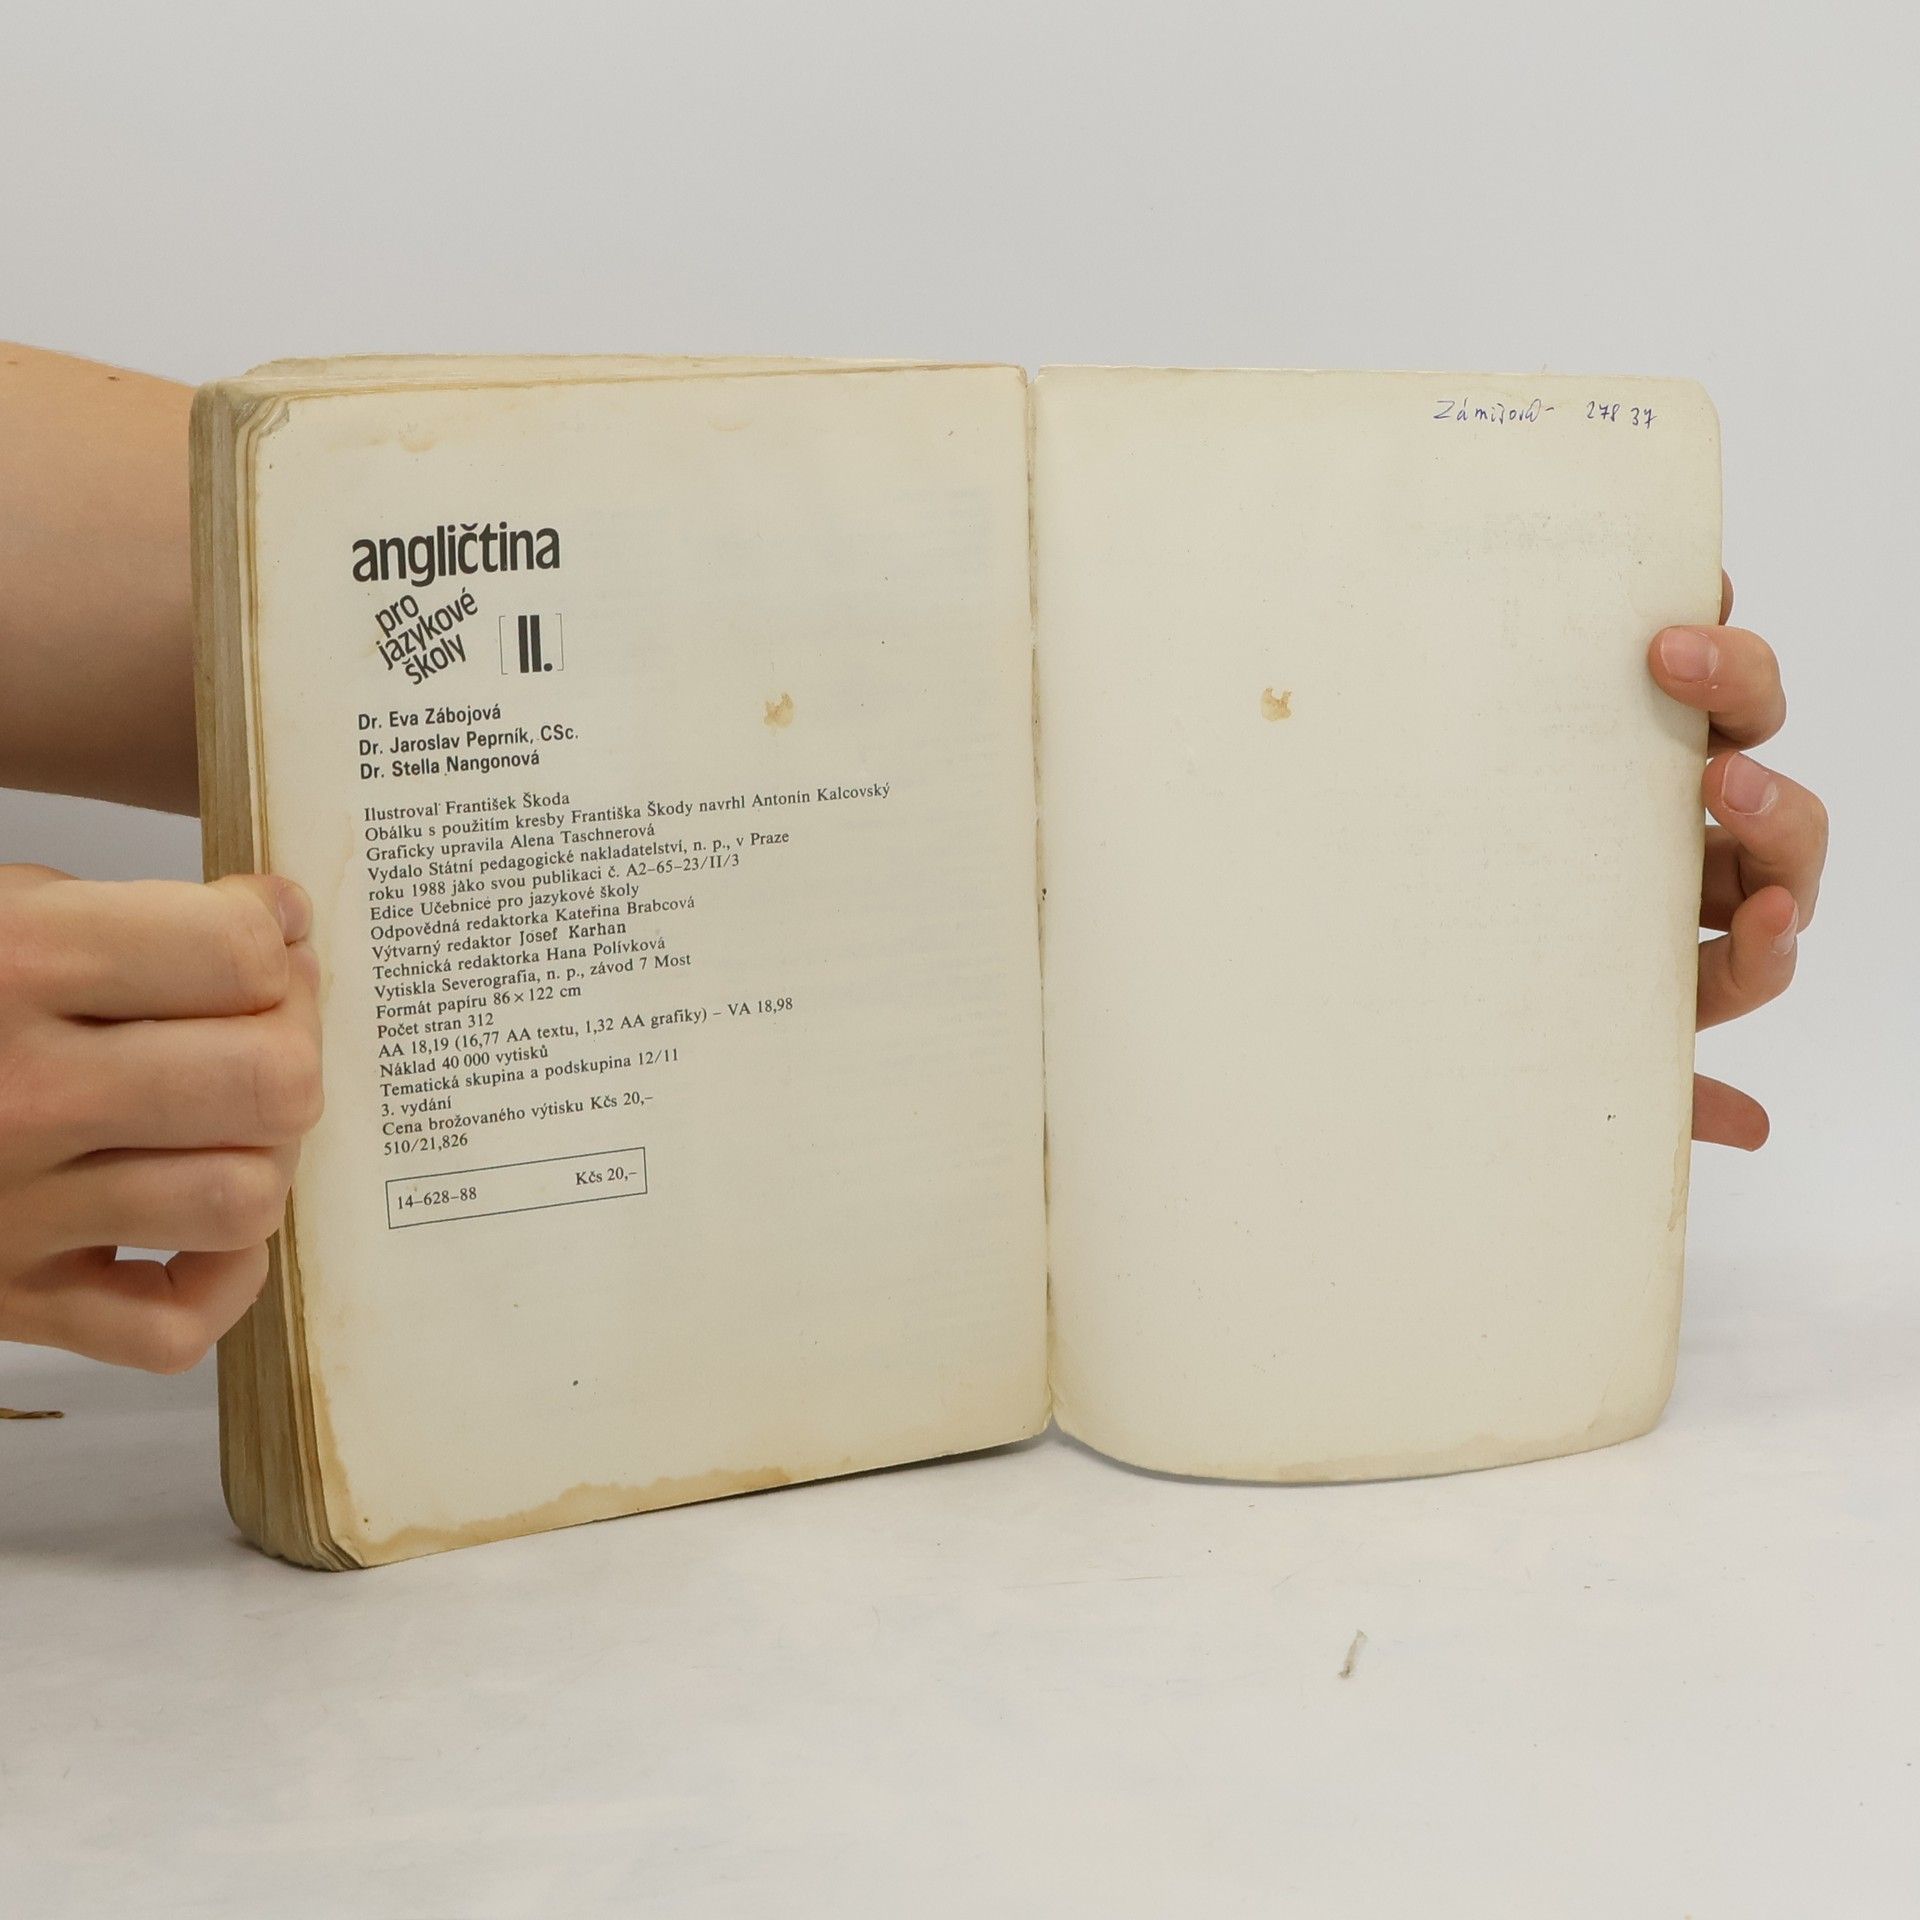 angličtina
pro
jazykové
školy
[II.]
Dr. Eva Zábojová
Dr. Jaroslav Peprník, CSc.
Dr. Stella Nangonová
Ilustroval František Škoda
Obálku s použitím kresby Františka Škody navrhl Antonín Kalcovský
Graficky upravila Alena Taschnerová
Vydalo Státní pedagogické nakladatelství, n. p., v Praze
roku 1988 jako svou publikaci č. A2–65–23/II/3
Edice Učebnice pro jazykové školy
Odpovědná redaktorka Kateřina Brabcová
Výtvarný redaktor Josef Karhan
Technická redaktorka Hana Polívková
Vytiskla Severografia, n. p., závod 7 Most
Formát papíru 86 × 122 cm
Počet stran 312
AA 18,19 (16,77 AA textu, 1,32 AA grafiky) – VA 18,98
Náklad 40 000 vytisků
Tematická skupina a podskupina 12/11
3. vydání
Cena brožovaného výtisku Kčs 20,–
510/21,826
14–628–88 Kčs 20,–
278 37